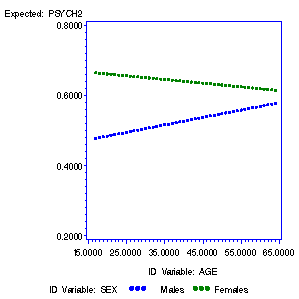 Expected: PSYCH2
0.8000
0.6000
0.4000
0.2000
15.0000 25.0000 35.0000 45.0000 55.0000 65.0000
ID Variable: AGE
ID Variable: SEX Males Females